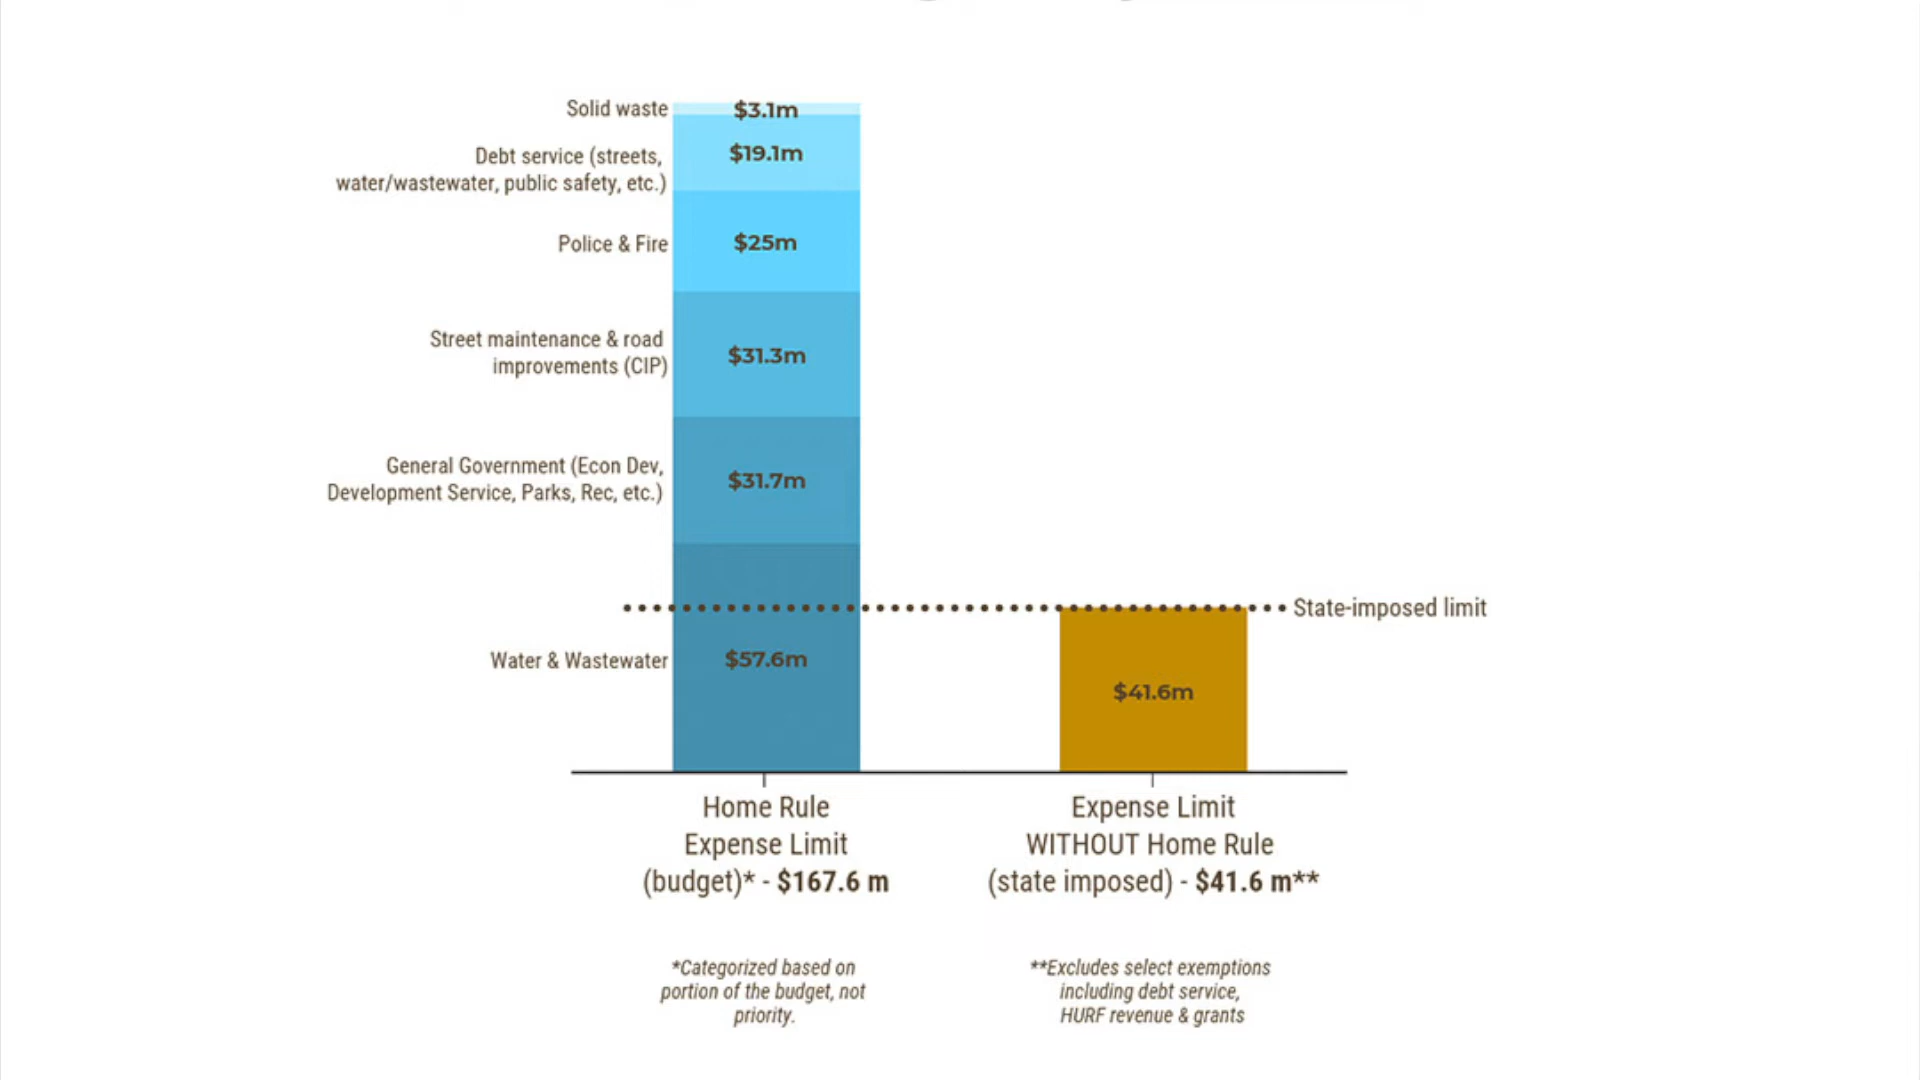 Solid waste
$3.1m
Debt service (streets,
water/wastewater, public safety, etc.)
$19.1m
Police & Fire
$25m
Street maintenance & road
improvements (CIP)
$31.3m
General Government (Econ Dev,
Development Service, Parks, Rec, etc.)
$31.7m
State-imposed limit
Water & Wastewater
$57.6m
$41.6m
Home Rule
Expense Limit
(budget)* - $167.6 m
Expense Limit
WITHOUT Home Rule
(state imposed) - $41.6 m**
*Categorized based on
portion of the budget, not
priority.
**Excludes select exemptions
including debt service,
HURF revenue & grants